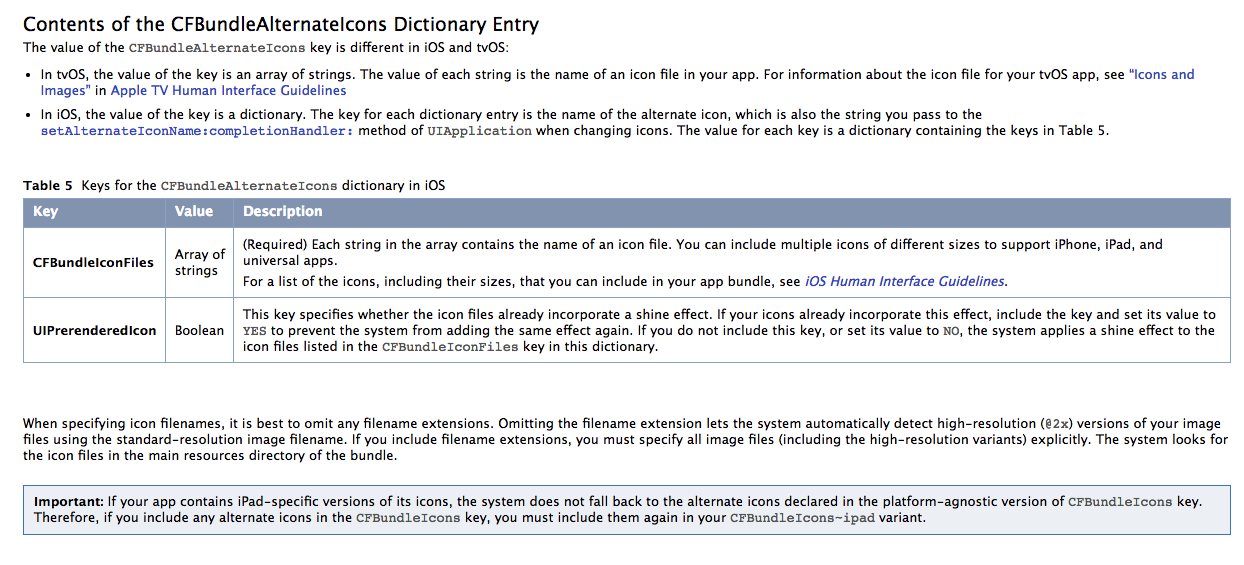 Contents of the CFBundleAlternateIcons Dictionary Entry
The value of the CFBundleAlternateIcons key is different in iOS and tvOS:
• In tvOS, the value of the key is an array of strings. The value of each string is the name of an icon file in your app. For information about the icon file for your tvOS app, see “Icons and
Images” in Apple TV Human Interface Guidelines
• In iOS, the value of the key is a dictionary. The key for each dictionary entry is the name of the alternate icon, which is also the string you pass to the
setAlternateIconName:completionHandler: method of UIApplication when changing icons. The value for each key is a dictionary containing the keys in Table 5.
Table 5 Keys for the CFBundleAlternateIcons dictionary in iOS
Key Value Description
CFBundleIconFiles
Array of
strings
(Required) Each string in the array contains the name of an icon file. You can include multiple icons of different sizes to support iPhone, iPad, and
universal apps.
For a list of the icons, including their sizes, that you can include in your app bundle, see iOS Human Interface Guidelines.
UIPrerenderedIcon
Boolean
This key specifies whether the icon files already incorporate a shine effect. If your icons already incorporate this effect, include the key and set its value to
YES to prevent the system from adding the same effect again. If you do not include this key, or set its value to NO, the system applies a shine effect to the
icon files listed in the CFBundleIconFiles key in this dictionary.
When specifying icon filenames, it is best to omit any filename extensions. Omitting the filename extension lets the system automatically detect high-resolution (@2x) versions of your image
files using the standard-resolution image filename. If you include filename extensions, you must specify all image files (including the high-resolution variants) explicitly. The system looks for
the icon files in the main resources directory of the bundle.
Important: If your app contains iPad-specific versions of its icons, the system does not fall back to the alternate icons declared in the platform-agnostic version of CFBundleIcons key.
Therefore, if you include any alternate icons in the CFBundleIcons key, you must include them again in your CFBundleIcons~ipad variant.